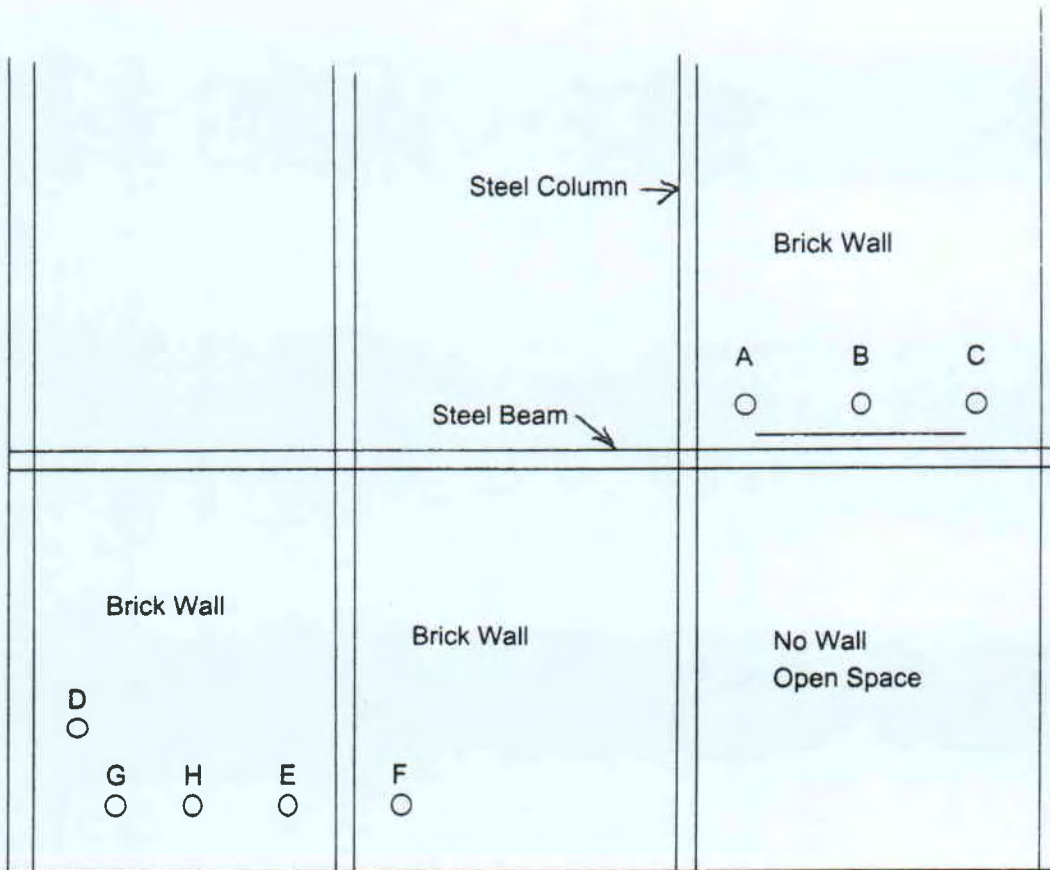 Steel Column
Brick Wall
A B C
Steel Beam
Brick Wall
Brick Wall
No Wall
Open Space
D
G H E F